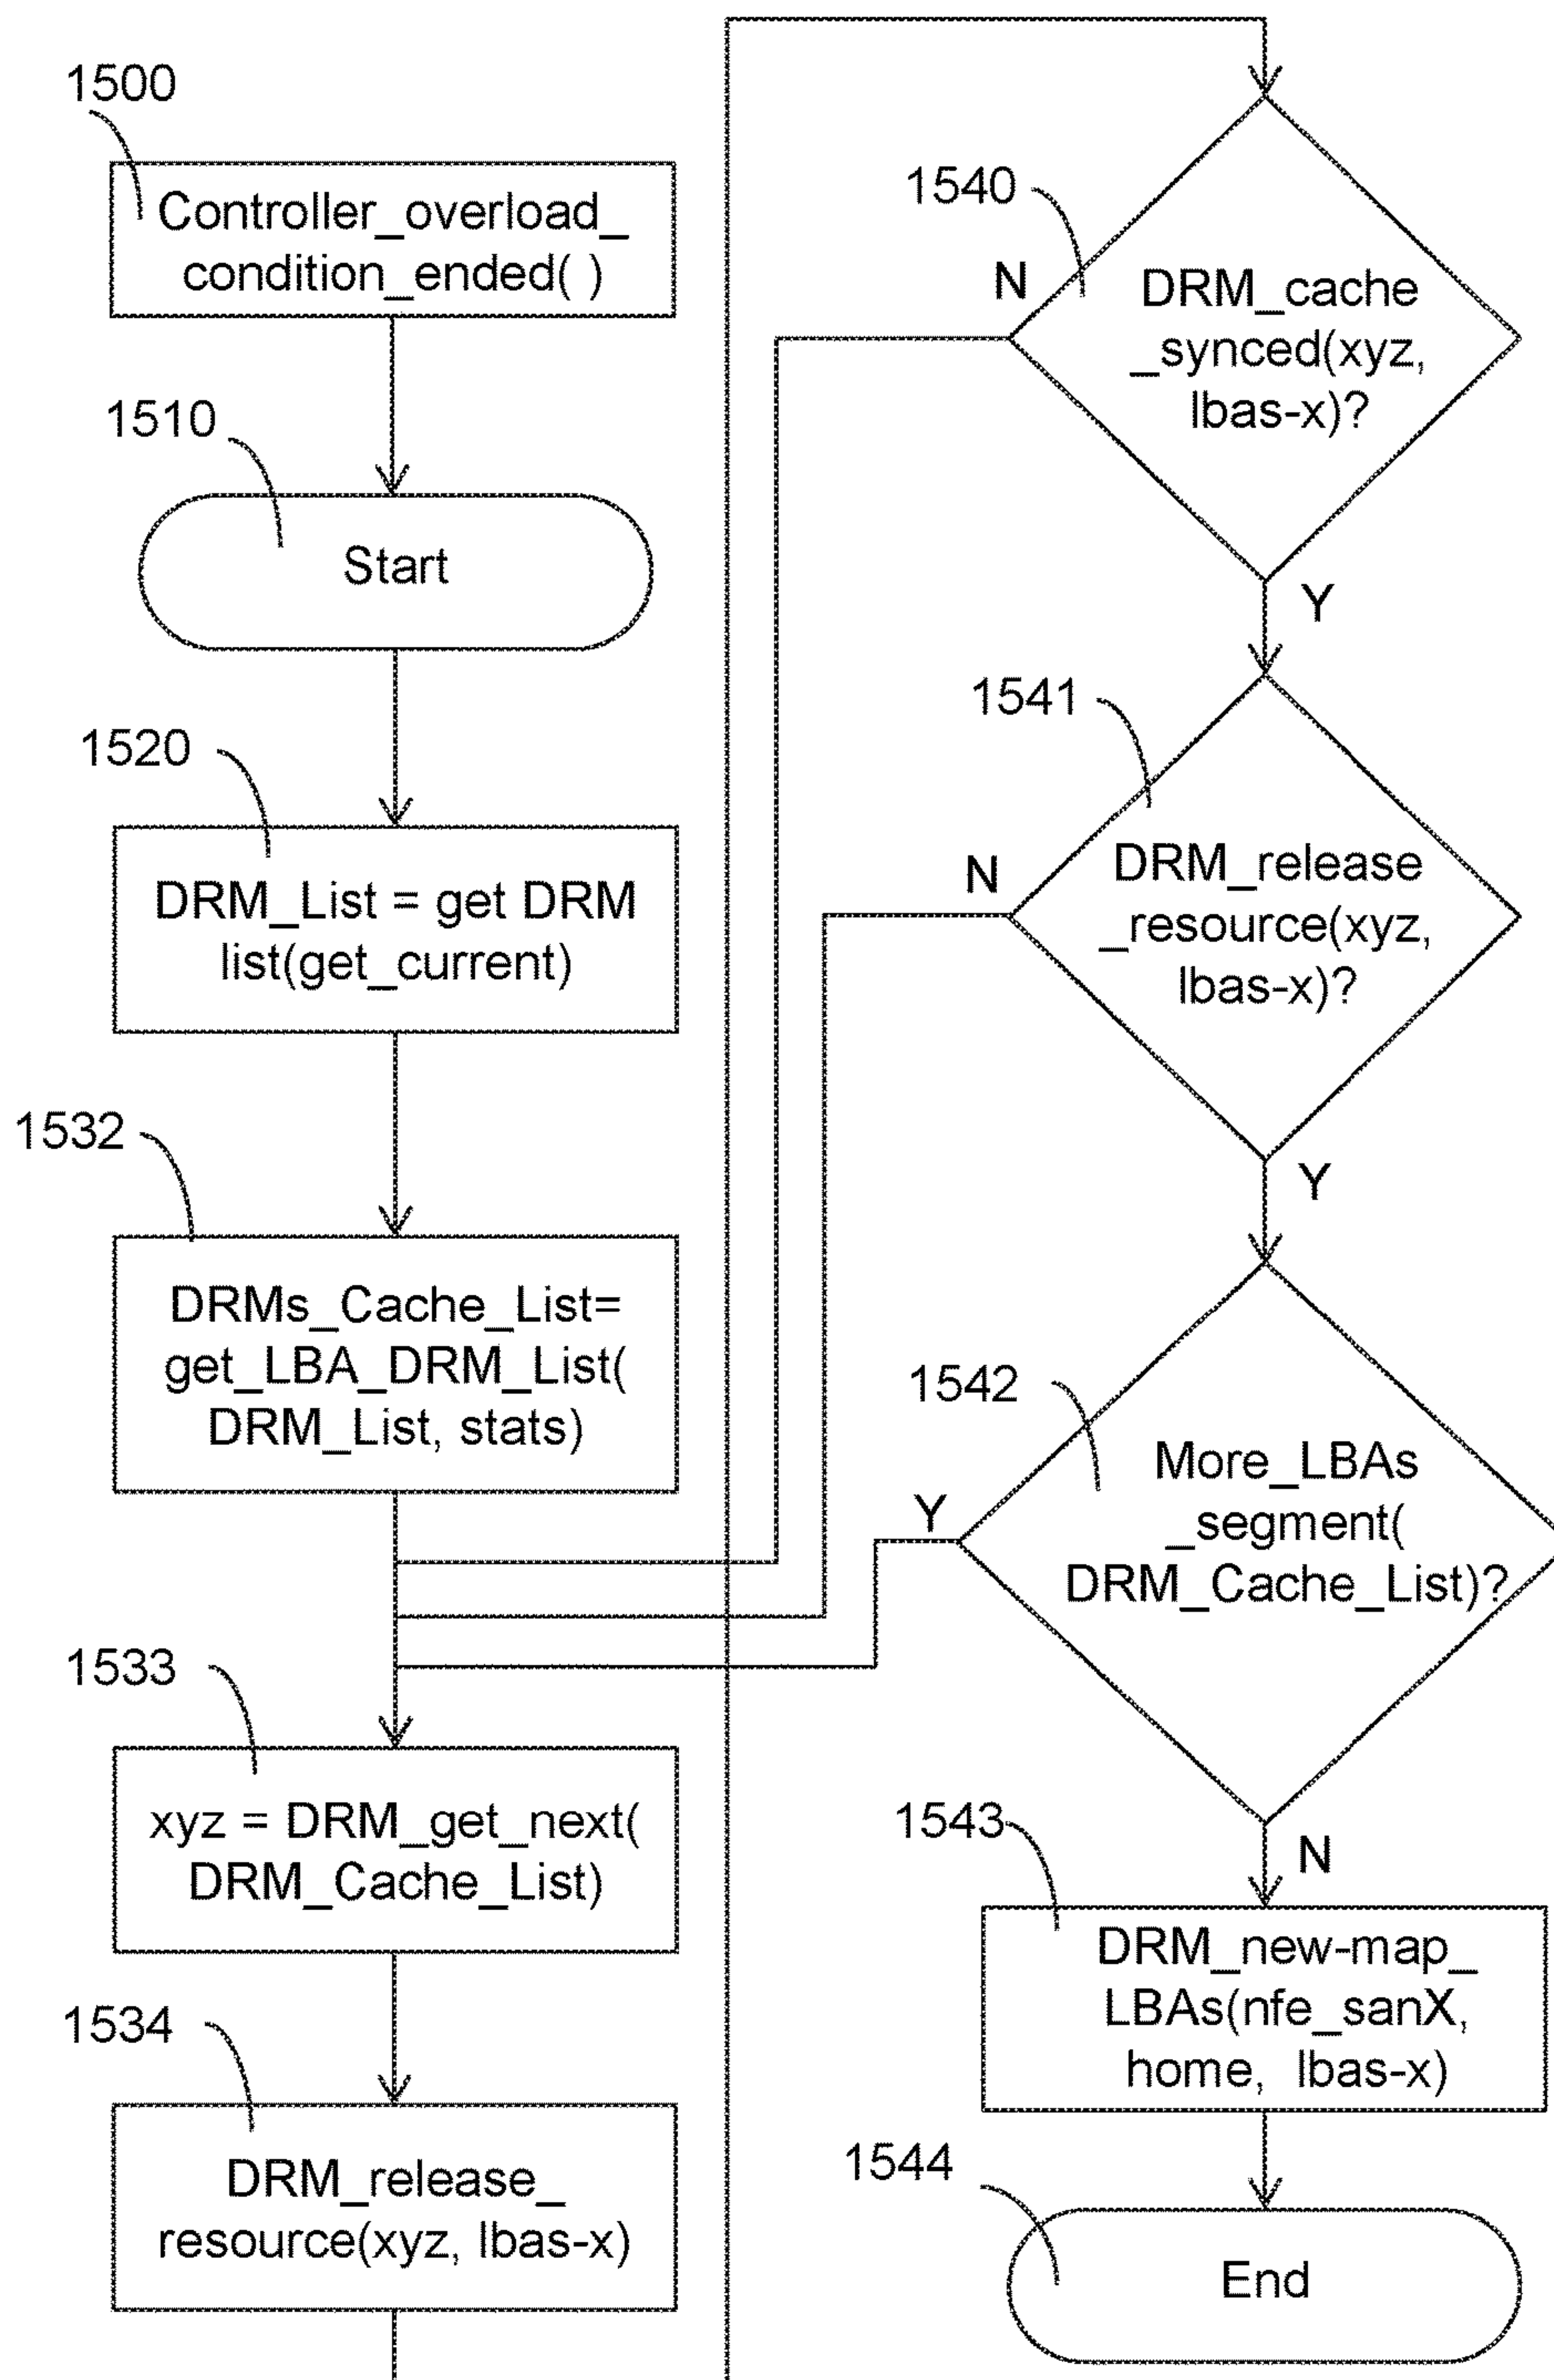 1500
Controller_overload_
condition_ended( )
1510
Start
1520
DRM_List = get DRM
list(get_current)
1532
DRMs_Cache_List=
get_LBA_DRM_List(
DRM_List, stats)
1533
xyz = DRM_get_next(
DRM_Cache_List)
1534
DRM_release_
resource(xyz, lbas-x)
1540
N
DRM_cache
_synced(xyz,
lbas-x)?
Y
1541
N
DRM_release
_resource(xyz,
lbas-x)?
Y
1542
Y
More_LBAs
_segment(
DRM_Cache_List)?
N
1543
DRM_new-map_
LBAs(nfe_sanX,
home, lbas-x)
1544
End